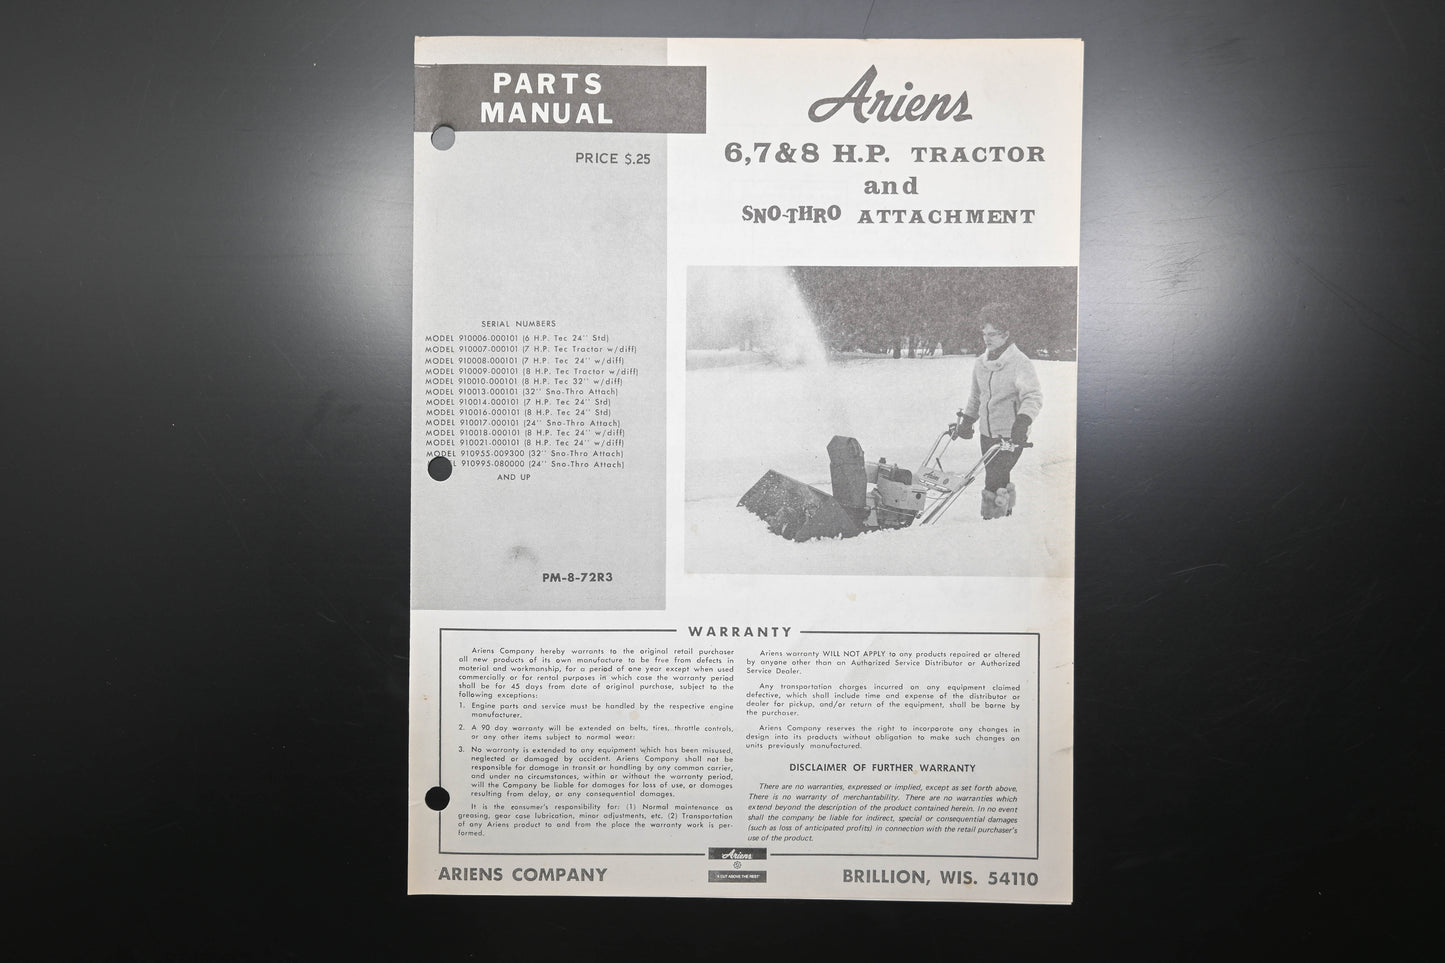 PARTS
MANUAL
PRICE $.25
Ariens
6,7&8 H.P. TRACTOR
and
SNO-THRO ATTACHMENT
SERIAL NUMBERS
MODEL 910006-000101 (6 H.P. Tec 24'' Std)
MODEL 910007-000101 (7 H.P. Tec Tractor w/diff)
MODEL 910008-000101 (7 H.P. Tec 24'' w/diff)
MODEL 910009-000101 (8 H.P. Tec Tractor w/diff)
MODEL 910010-000101 (8 H.P. Tec 32'' w/diff)
MODEL 910013-000101 (32'' Sno-Thro Attach)
MODEL 910014-000101 (7 H.P. Tec 24'' Std)
MODEL 910016-000101 (8 H.P. Tec 24'' Std)
MODEL 910017-000101 (24'' Sno-Thro Attach)
MODEL 910018-000101 (8 H.P. Tec 24'' w/diff)
MODEL 910021-000101 (8 H.P. Tec 24'' w/diff)
MODEL 910955-009300 (32'' Sno-Thro Attach)
L 910995-080000 (24'' Sno-Thro Attach)
AND UP
PM-8-72R3
WARRANTY
Ariens Company hereby warrants to the original retail purchaser
all new products of its own manufacture to be free from defects in
material and workmanship, for a period of one year except when used
commercially or for rental purposes in which case the warranty period
shall be for 45 days from date of original purchase, subject to the
following exceptions:
1. Engine parts and service must be handled by the respective engine
manufacturer.
2. A 90 day warranty will be extended on belts, tires, throttle controls,
or any other items subject to normal wear:
3. No warranty is extended to any equipment which has been misused,
neglected or damaged by accident. Ariens Company shall not be
responsible for damage in transit or handling by any common carrier,
and under no circumstances, within or without the warranty period,
will the Company be liable for damages for loss of use, or damages
resulting from delay, or any consequential damages.
It is the consumer's responsibility for: (1) Normal maintenance as
greasing, gear case lubrication, minor adjustments, etc. (2) Transportation
of any Ariens product to and from the place the warranty work is per-
formed.
Ariens warranty WILL NOT APPLY to any products repaired or altered
by anyone other than an Authorized Service Distributor or Authorized
Service Dealer.
Any transportation charges incurred on any equipment claimed
defective, which shall include time and expense of the distributor or
dealer for pickup, and/or return of the equipment, shall be borne by
the purchaser.
Ariens Company reserves the right to incorporate any changes in
design into its products without obligation to make such changes on
units previously manufactured.
DISCLAIMER OF FURTHER WARRANTY
There are no warranties, expressed or implied, except as set forth above.
There is no warranty of merchantability. There are no warranties which
extend beyond the description of the product contained herein. In no event
shall the company be liable for indirect, special or consequential damages
(such as loss of anticipated profits) in connection with the retail purchaser's
use of the product.
Ariens
"A CUT ABOVE THE REST"
ARIENS COMPANY
BRILLION, WIS. 54110